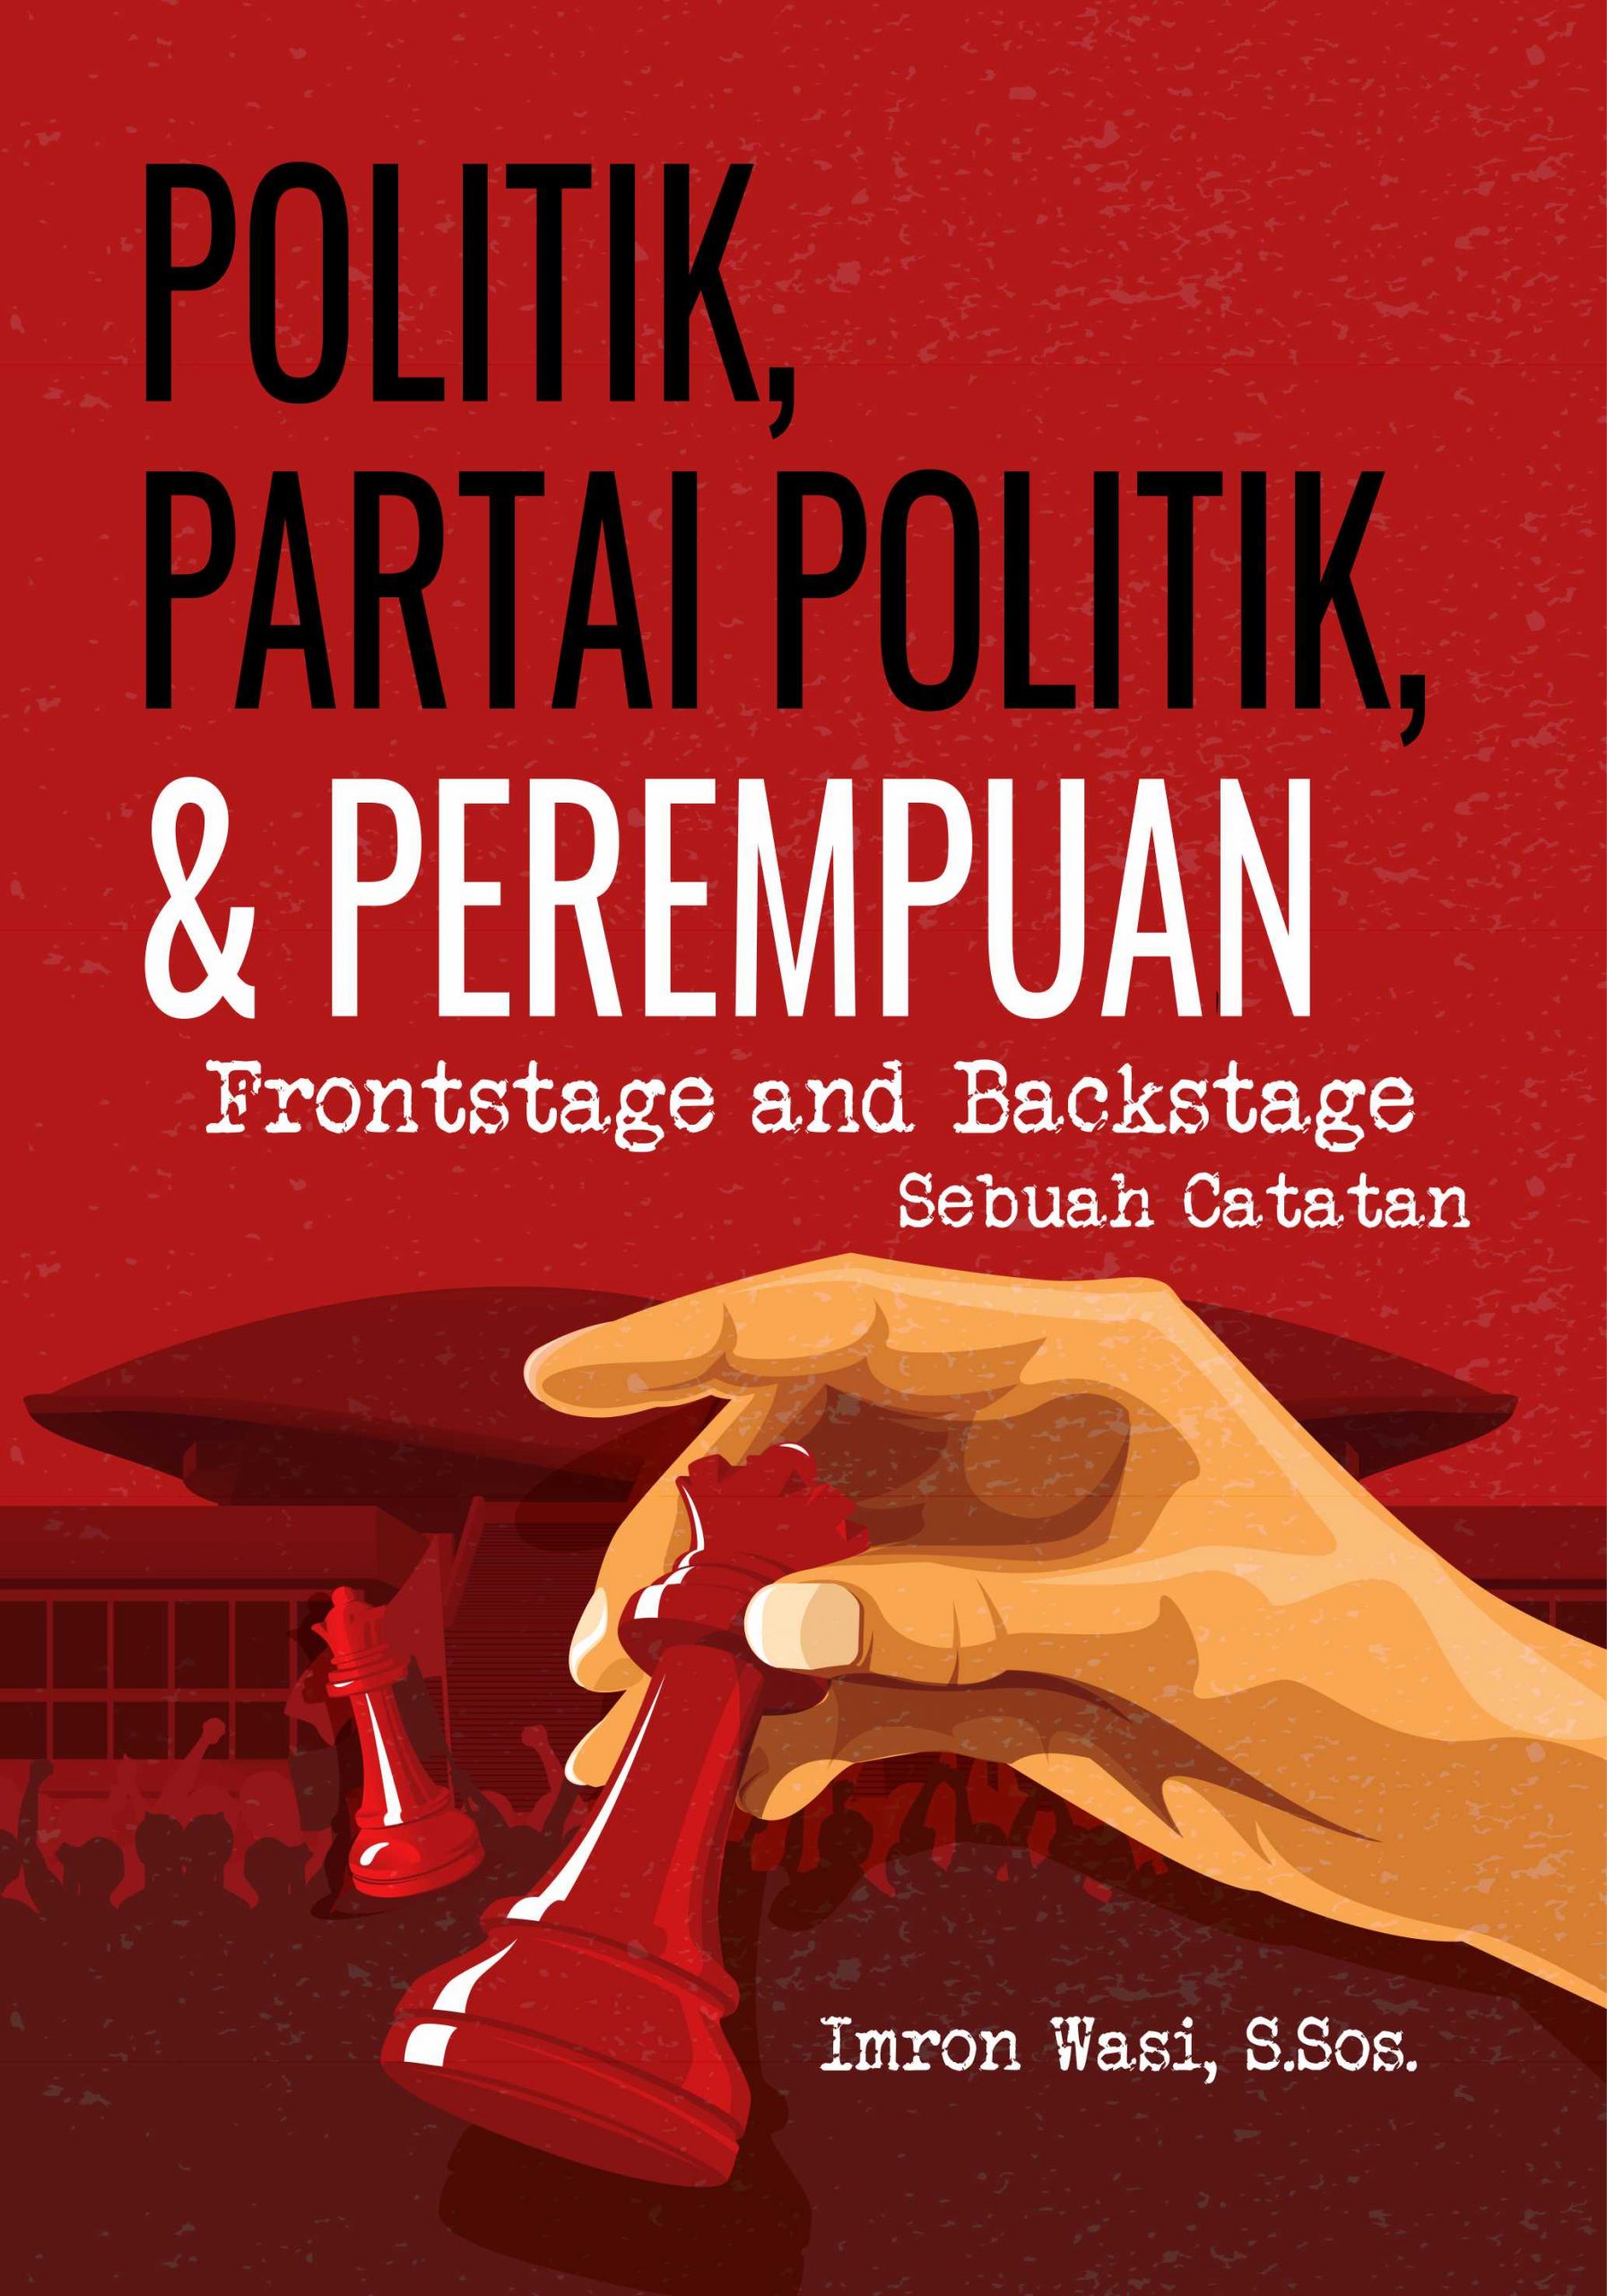 POLITIK,
PARTAI POLITIK,
& PEREMPUAN
Frontstage and Backstage
Sebuah Catatan
Imron Wasi, S.Sos.